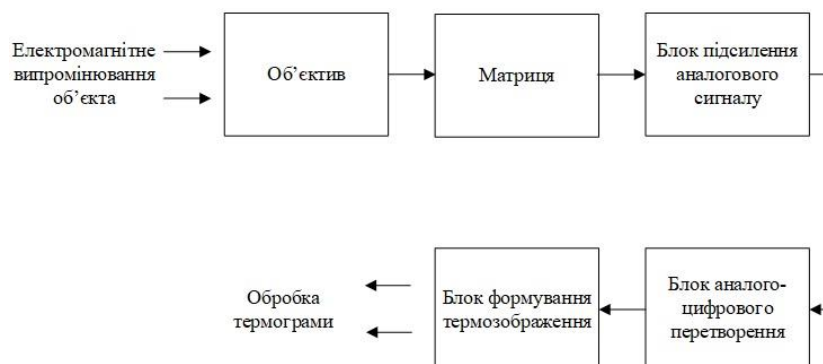 Електромагнітне
випромінювання
об’єкта
Об’єктив
Матриця
Блок підсилення
аналогового
сигналу
Обробка
термограми
Блок формування
термозображення
Блок аналого-
цифрового
перетворення